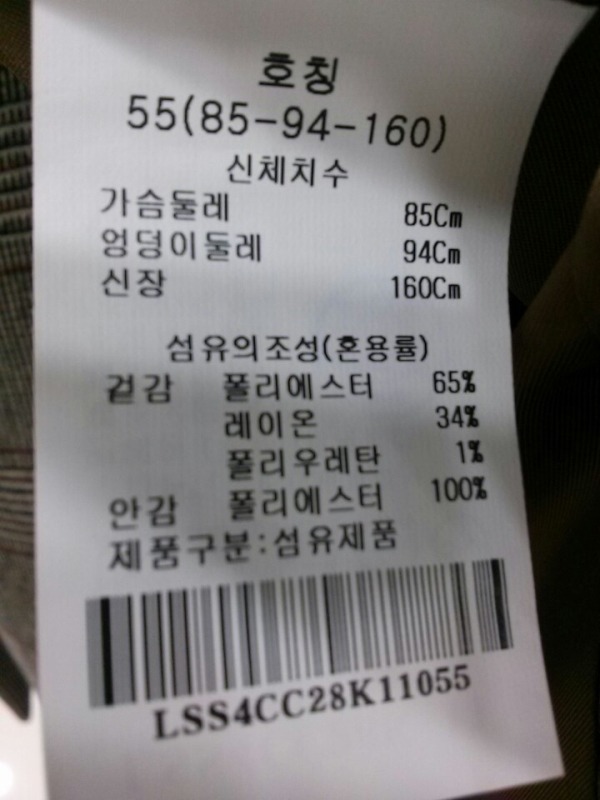 호칭
55(85-94-160)
신체치수
가슴둘레 85Cm
엉덩이둘레 94Cm
신장 160Cm
섬유의조성(혼용률)
겉감 폴리에스터 65%
레이온 34%
폴리우레탄 1%
안감 폴리에스터 100%
제품구분:섬유제품
LSS4CC28K11055